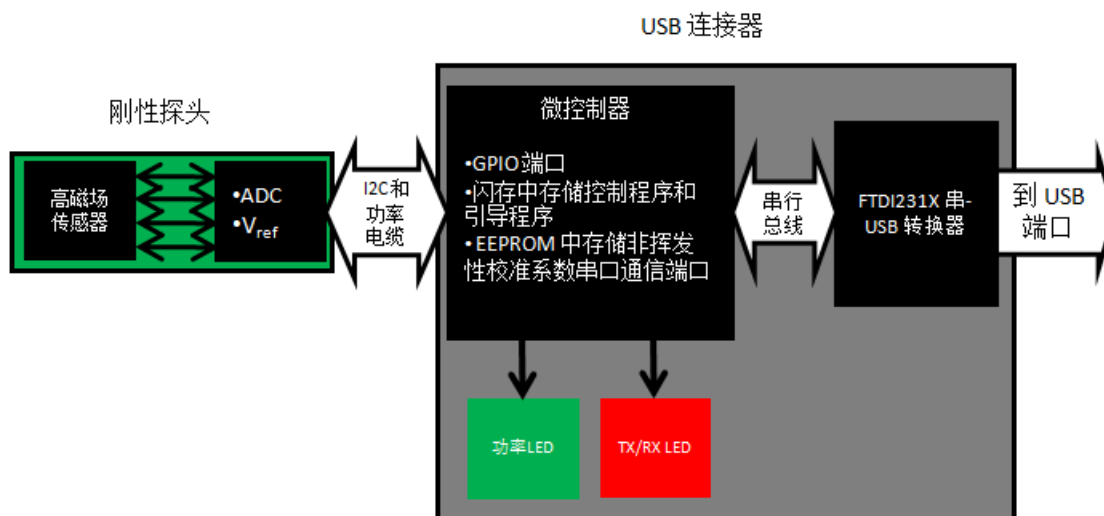 USB 连接器
刚性探头
高磁场
传感器
•ADC
•Vref
I2C和
功率
电缆
微控制器
•GPIO 端口
•闪存中存储控制程序和
引导程序
•EEPROM 中存储非挥发
性校准系数串口通信端口
串行
总线
FTDI231X 串-
USB 转换器
到 USB
端口
功率LED
TX/RX LED